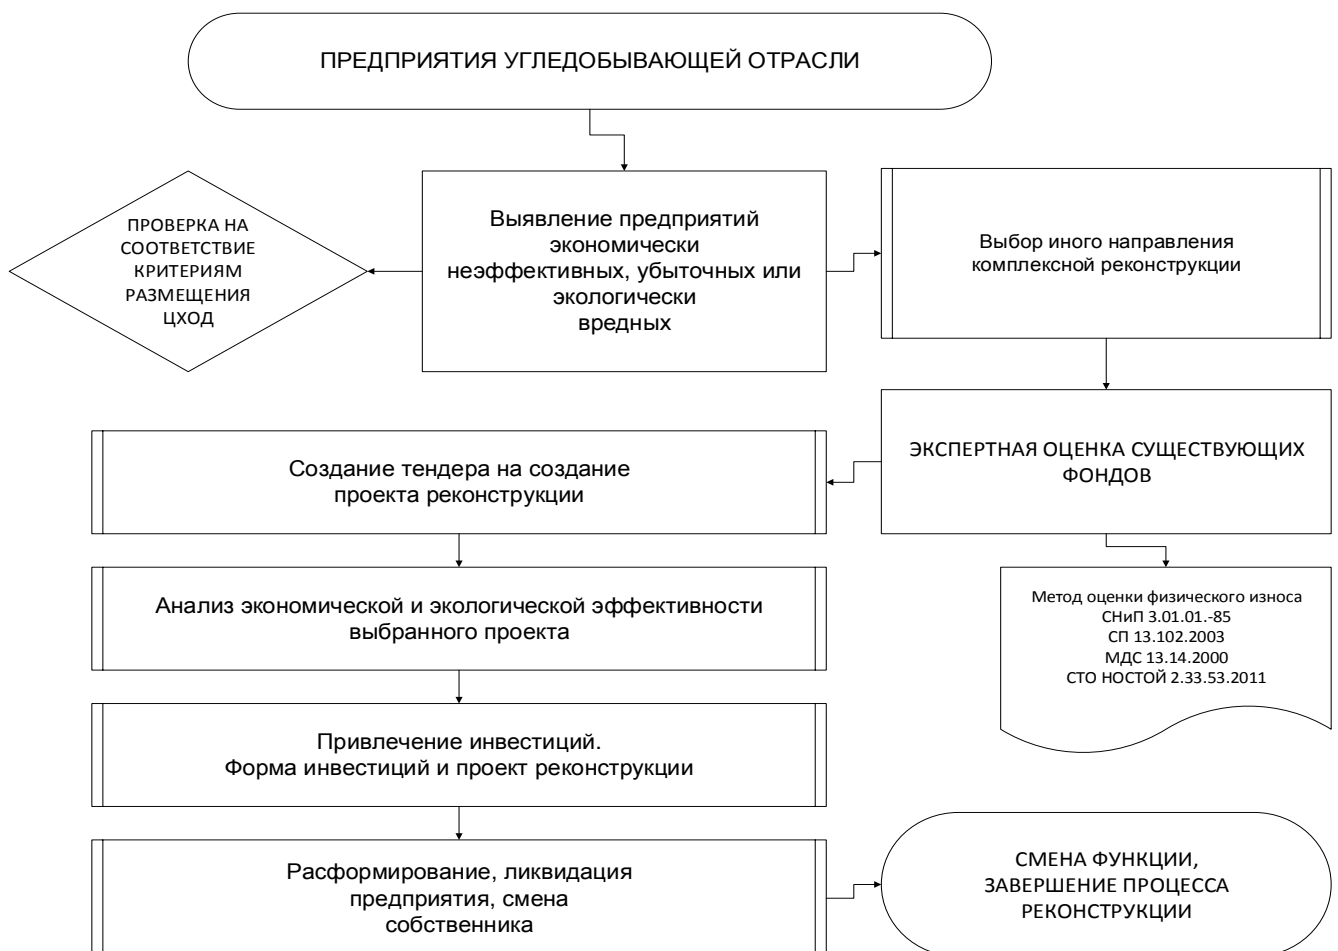 ПРЕДПРИЯТИЯ УГЛЕДОБЫВАЮЩЕЙ ОТРАСЛИ
ПРОВЕРКА НА
СООТВЕТСТВИЕ
КРИТЕРИЯМ
РАЗМЕЩЕНИЯ
ЦХОД
Выявление предприятий
экономически
неэффективных, убыточных или
экологически
вредных
Выбор иного направления
комплексной реконструкции
ЭКСПЕРТНАЯ ОЦЕНКА СУЩЕСТВУЮЩИХ
ФОНДОВ
Создание тендера на создание
проекта реконструкции
Метод оценки физического износа
СНиП 3.01.01.-85
СП 13.102.2003
МДС 13.14.2000
СТО НОСТОЙ 2.33.53.2011
Анализ экономической и экологической эффективности
выбранного проекта
Привлечение инвестиций.
Форма инвестиций и проект реконструкции
Расформирование, ликвидация
предприятия, смена
собственника
СМЕНА ФУНКЦИИ,
ЗАВЕРШЕНИЕ ПРОЦЕССА
РЕКОНСТРУКЦИИ